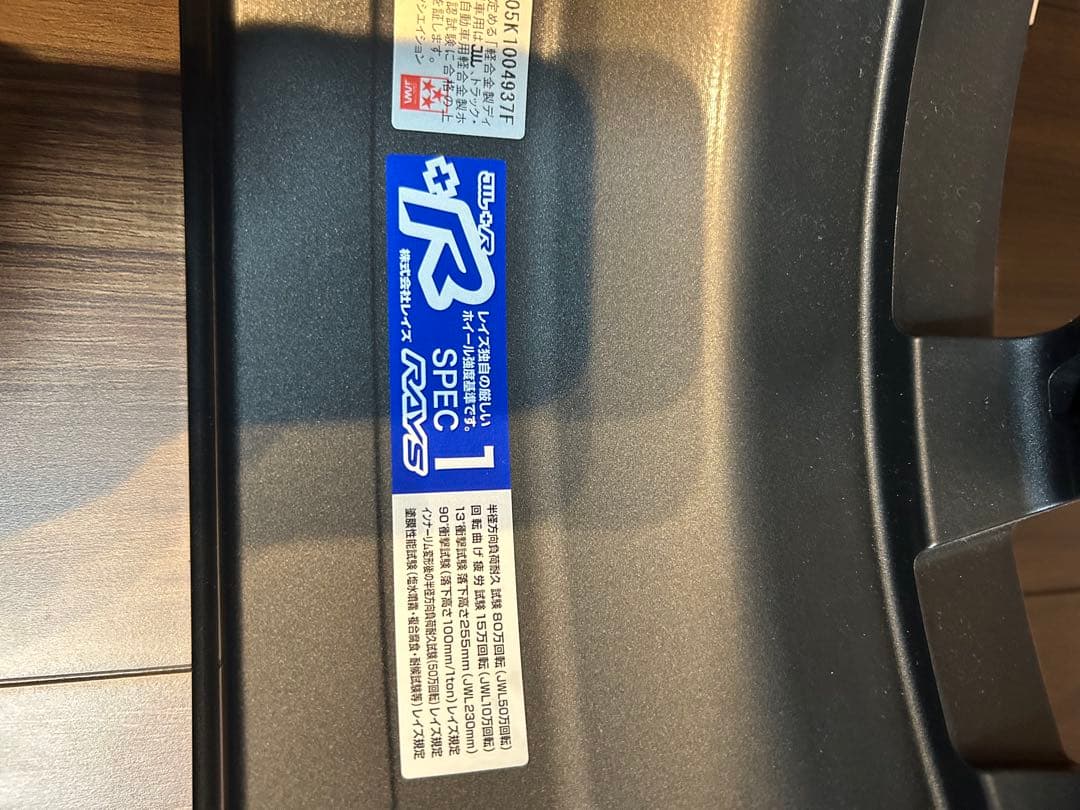 05K1004937F
定める「軽合金製ディ
車用はJWL、トラック・
自動車用軽合金製ホ
認試験に合格の上
を証します。
シエイション
JAWA
JWL+R
+R
レイズ独自の厳しい
ホイール強度基準です。
SPEC 1
株式会社レイズ RAYS
半径方向負荷耐久 試験 80万回転 (JWL50万回転)
回転曲げ疲労試験 15万回転 (JWL10万回転)
13°衝撃試験 落下高さ255mm (JWL230mm)
90°衝撃試験(落下高さ100mm/1ton) レイズ規定
インナーリム変形後の半径方向負荷耐久試験(50万回転) レイズ規定
塗膜性能試験(塩水噴霧・複合腐食・耐候試験等) レイズ規定